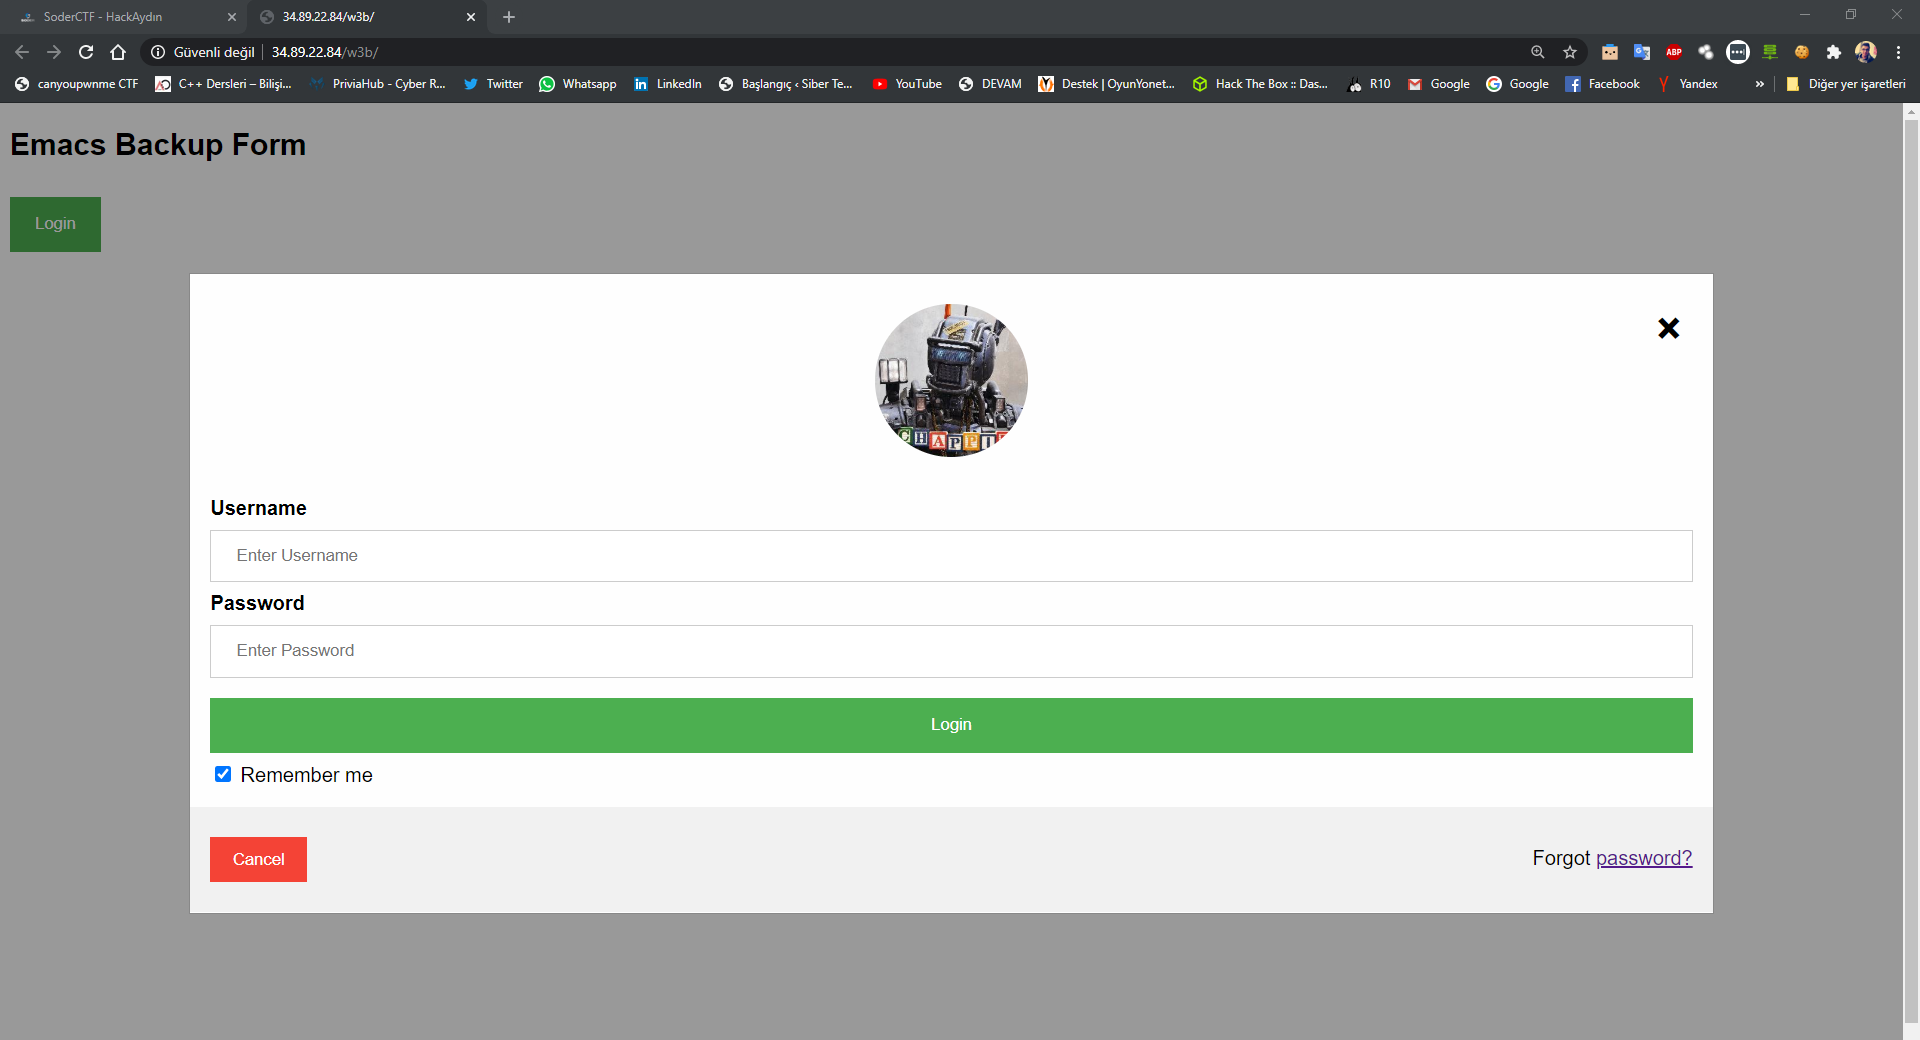 SoderCTF - HackAydın
34.89.22.84/w3b/
Güvenli değil
34.89.22.84/w3b/
ABP
canyoupwnme CTF
C++ Dersleri – Bilişi...
PriviaHub - Cyber R...
Twitter
Whatsapp
LinkedIn
Başlangıç ‹ Siber Te...
YouTube
DEVAM
Destek | OyunYonet...
Hack The Box :: Das...
R10
Google
Google
Facebook
Yandex
»
Diğer yer işaretleri
Emacs Backup Form
Login
CHAPPI
Username
Enter Username
Password
Enter Password
Login
Remember me
Cancel
Forgot password?